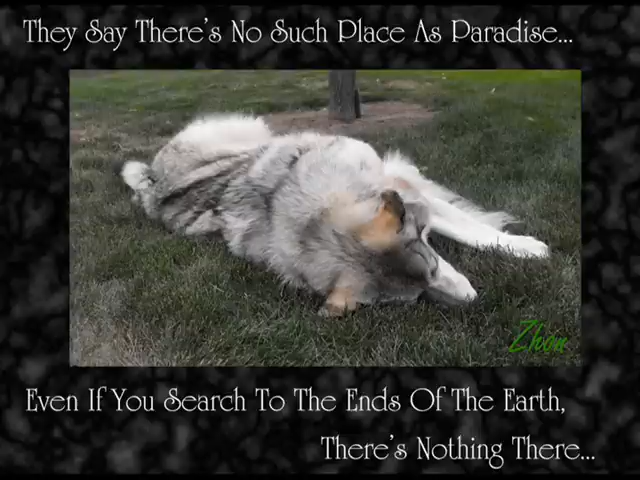 They Say There's No Such Place As Paradise...
Zhou
Even If You Search To The Ends Of The Earth,
There's Nothing There...